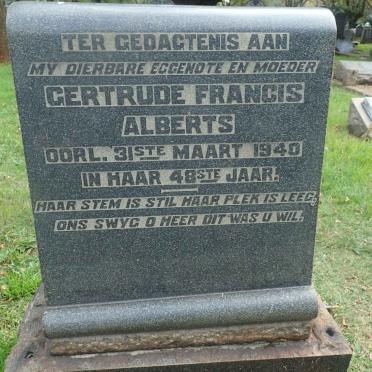 TER GEDAGTENIS AAN
MY DIERBARE EGGENOTE EN MOEDER
GERTRUDE FRANCIS
ALBERTS
OORL. 31STE MAART 1940
IN HAAR 48STE JAAR.
HAAR STEM IS STIL HAAR PLEK IS LEEG,
ONS SWYG O HEER DIT WAS U WIL.